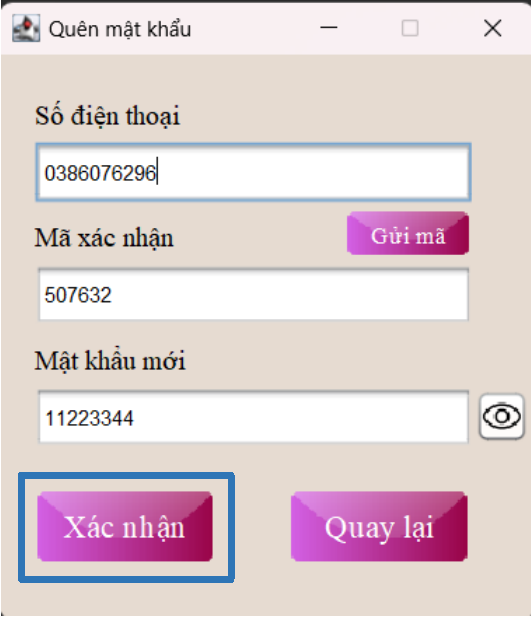 Quên mật khẩu
Số điện thoại
0386076296
Mã xác nhận
Gửi mã
507632
Mật khẩu mới
11223344
Xác nhận
Quay lại